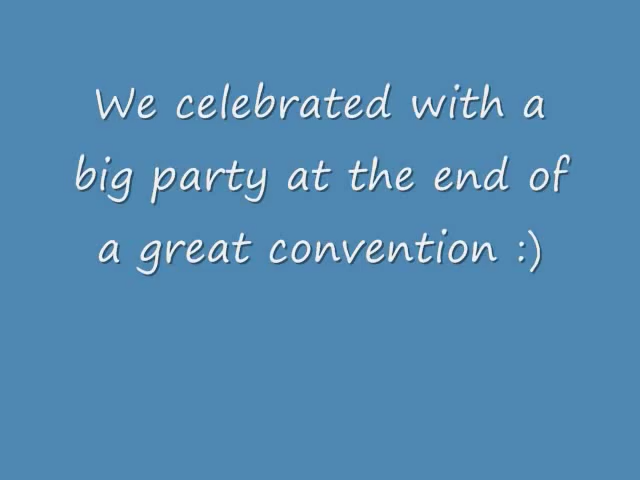 We celebrated with a
big party at the end of
a great convention :)